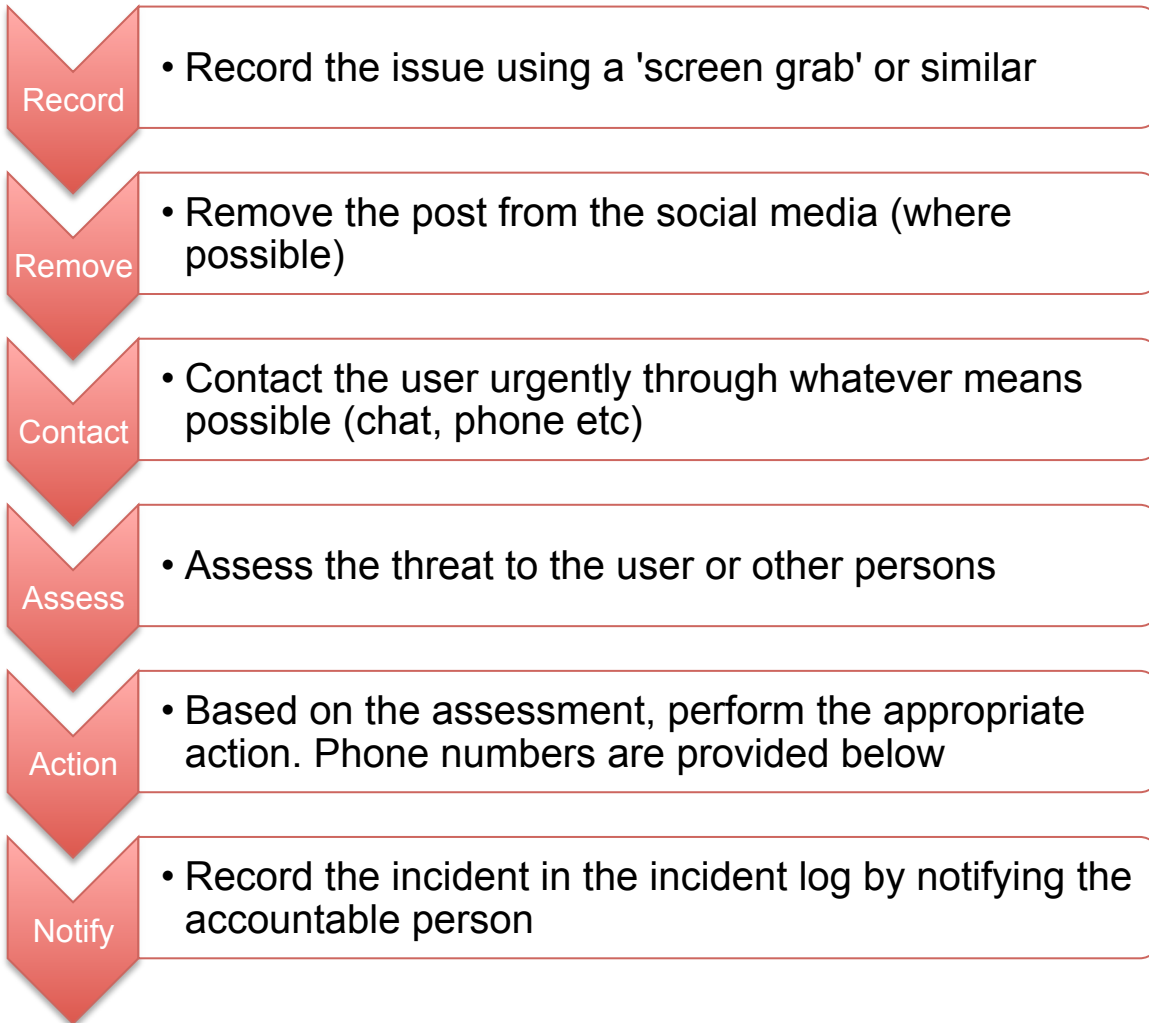 Record
• Record the issue using a 'screen grab' or similar
Remove
• Remove the post from the social media (where
possible)
Contact
• Contact the user urgently through whatever means
possible (chat, phone etc)
Assess
• Assess the threat to the user or other persons
Action
• Based on the assessment, perform the appropriate
action. Phone numbers are provided below
Notify
• Record the incident in the incident log by notifying the
accountable person